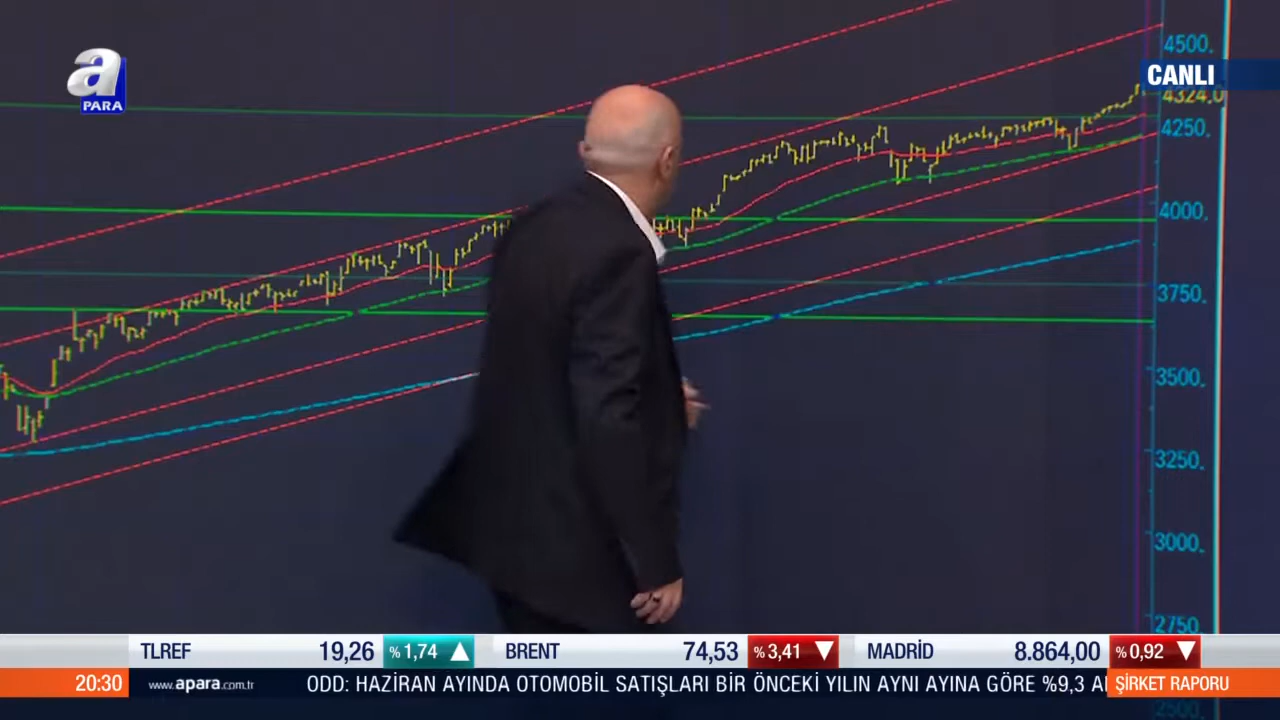 a
PARA
CANLI
4500.
4324.0
4250.
4000.
3750.
3500.
3250.
3000.
2750
2500
TLREF 19,26 %1,74 ▲ BRENT 74,53 %3,41 ▼ MADRİD 8.864,00 %0,92 ▼
20:30 www.apara.com.tr ODD: HAZİRAN AYINDA OTOMOBİL SATIŞLARI BİR ÖNCEKİ YILIN AYNI AYINA GÖRE %9,3 ŞİRKET RAPORU